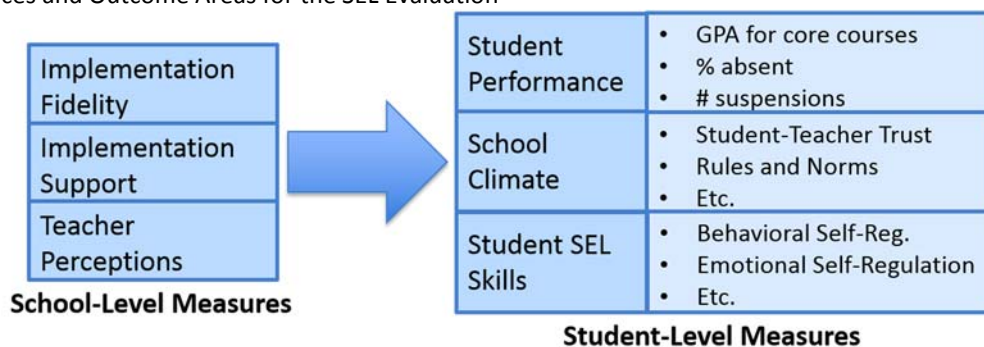 and Outcome Areas for the SEL Evaluation
Implementation
Fidelity
Implementation
Support
Teacher
Perceptions
School-Level Measures
Student
Performance
• GPA for core courses
• % absent
• # suspensions
School
Climate
• Student-Teacher Trust
• Rules and Norms
• Etc.
Student SEL
Skills
• Behavioral Self-Reg.
• Emotional Self-Regulation
• Etc.
Student-Level Measures